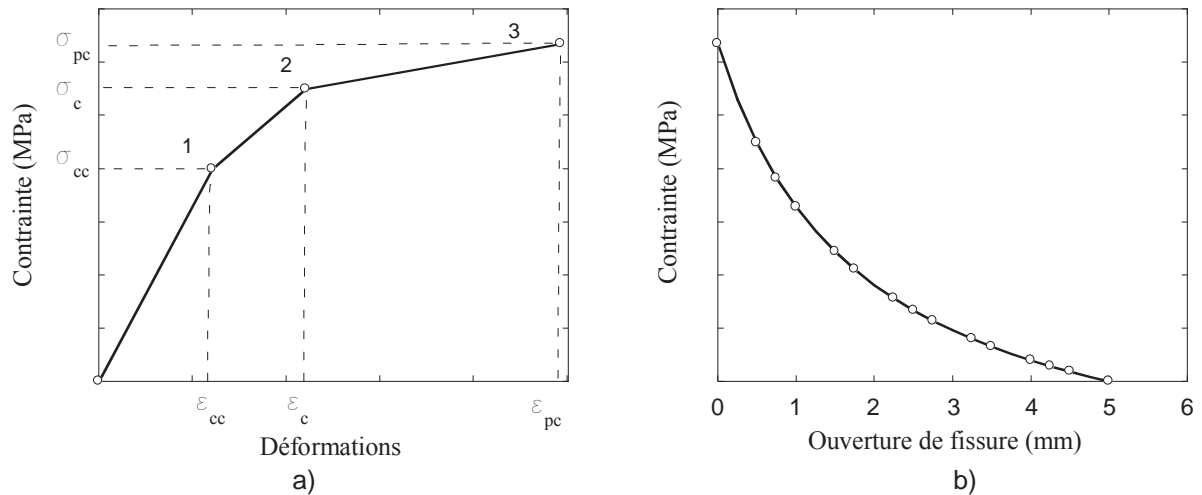 Contrainte (MPa)
σpc
σc
σcc
1
2
3
εcc
εc
εpc
Déformations
a)
Contrainte (MPa)
0
1
2
3
4
5
6
Ouverture de fissure (mm)
b)